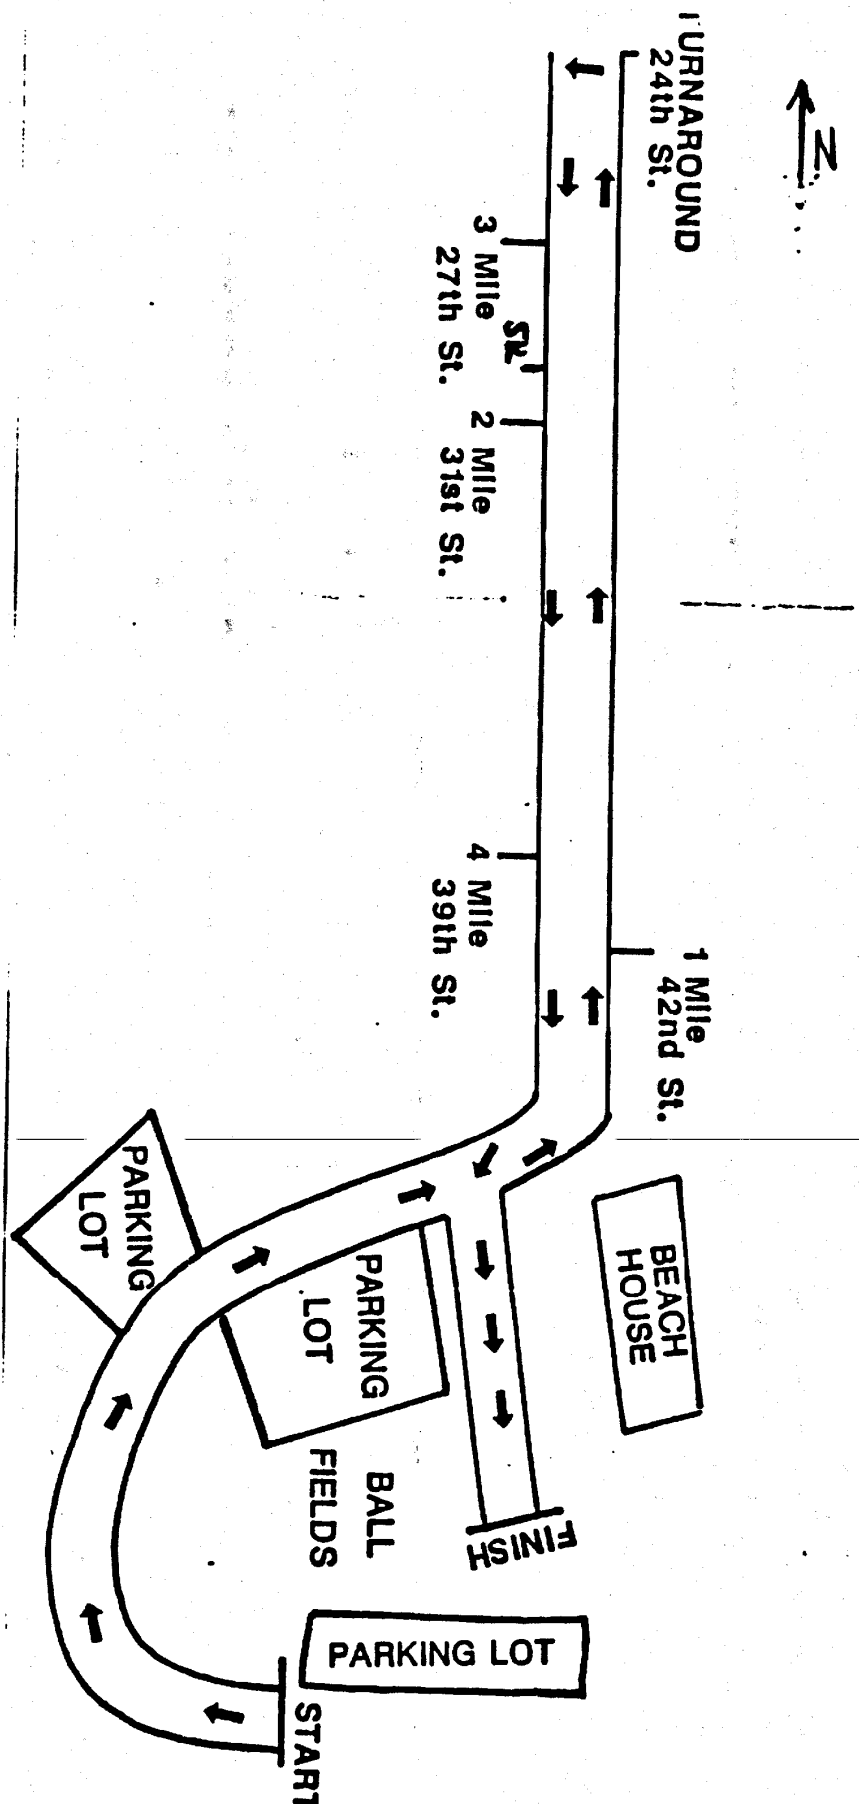 TURNAROUND
24th St.
N
3 Mile
27th St.
5K
2 Mile
31st St.
4 Mile
39th St.
1 Mile
42nd St.
BEACH
HOUSE
PARKING
LOT
PARKING
LOT
BALL
FIELDS
FINISH
PARKING LOT
START